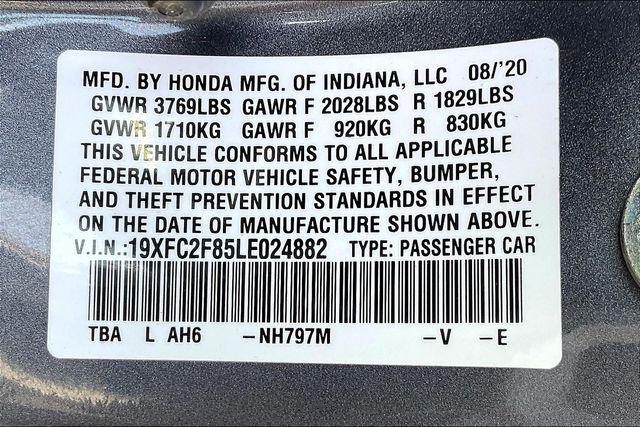 MFD. BY HONDA MFG. OF INDIANA, LLC 08/'20
GVWR 3769LBS GAWR F 2028LBS R 1829LBS
GVWR 1710KG GAWR F 920KG R 830KG
THIS VEHICLE CONFORMS TO ALL APPLICABLE
FEDERAL MOTOR VEHICLE SAFETY, BUMPER,
AND THEFT PREVENTION STANDARDS IN EFFECT
ON THE DATE OF MANUFACTURE SHOWN ABOVE.
V.I.N.:19XFC2F85LE024882 TYPE: PASSENGER CAR
TBA L AH6 –NH797M –V –E